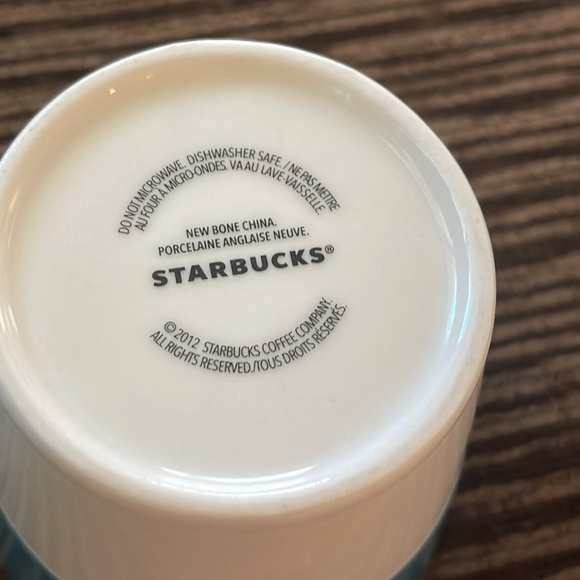 DO NOT MICROWAVE. DISHWASHER SAFE. / NE PAS METTRE
AU FOUR À MICRO-ONDES. VA AU LAVE-VAISSELLE.
NEW BONE CHINA.
PORCELAINE ANGLAISE NEUVE.
STARBUCKS®
© 2012 STARBUCKS COFFEE COMPANY.
ALL RIGHTS RESERVED./TOUS DROITS RÉSERVÉS.